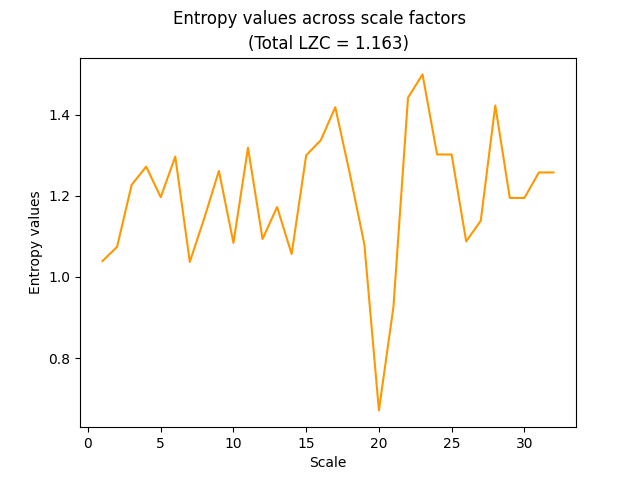 Entropy values across scale factors
(Total LZC = 1.163)
Entropy values
1.4
1.2
1.0
0.8
0 5 10 15 20 25 30
Scale